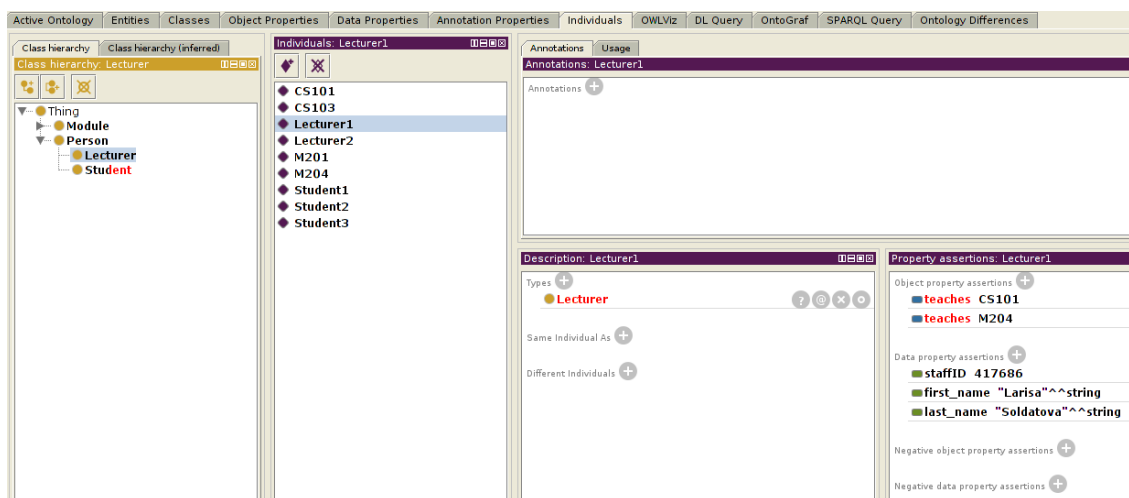 Active Ontology Entities Classes Object Properties Data Properties Annotation Properties Individuals OWLViz DL Query OntoGraf SPARQL Query Ontology Differences
Class hierarchy Class hierarchy (inferred)
Class hierarchy: Lecturer
Thing
Module
Person
Lecturer
Student
Individuals: Lecturer1
CS101
CS103
Lecturer1
Lecturer2
M201
M204
Student1
Student2
Student3
Annotations Usage
Annotations: Lecturer1
Annotations
Description: Lecturer1
Types
Lecturer
Same Individual As
Different Individuals
Property assertions: Lecturer1
Object property assertions
teaches CS101
teaches M204
Data property assertions
staffID 417686
first_name "Larisa"^^string
last_name "Soldatova"^^string
Negative object property assertions
Negative data property assertions